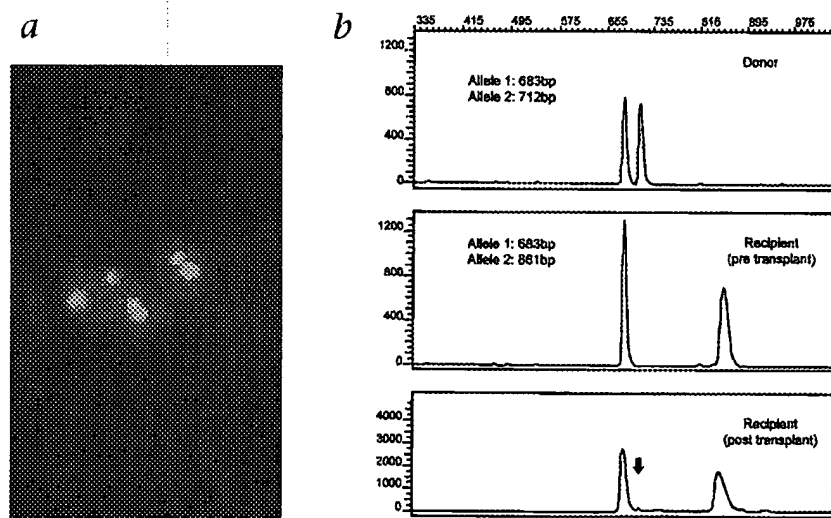 a
b
335 415 495 575 655 735 816 895 976
Donor
Allele 1: 683bp
Allele 2: 712bp
1200
800
400
0
Recipient
(pre transplant)
Allele 1: 683bp
Allele 2: 861bp
1200
800
400
0
Recipient
(post transplant)
4000
3000
2000
1000
0